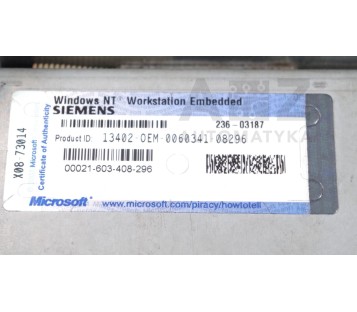 Windows NT® Workstation Embedded
SIEMENS
236-03187
Product ID 13402-OEM-0060341-08296
00021-603-408-296
Microsoft® www.microsoft.com/piracy/howtotell
X08 73014
Microsoft
Certificate of Authenticity
AUTOMATYKA